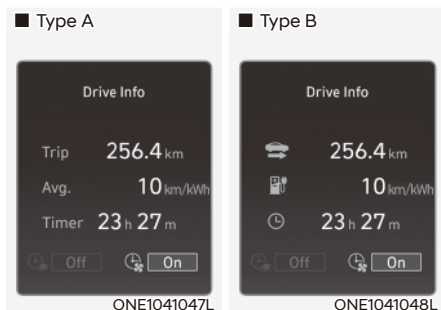 ■ Type A
Drive Info
Trip 256.4 km
Avg. 10 km/kWh
Timer 23 h 27 m
Off On
ONE1041047L
■ Type B
Drive Info
256.4 km
10 km/kWh
23 h 27 m
Off On
ONE1041048L